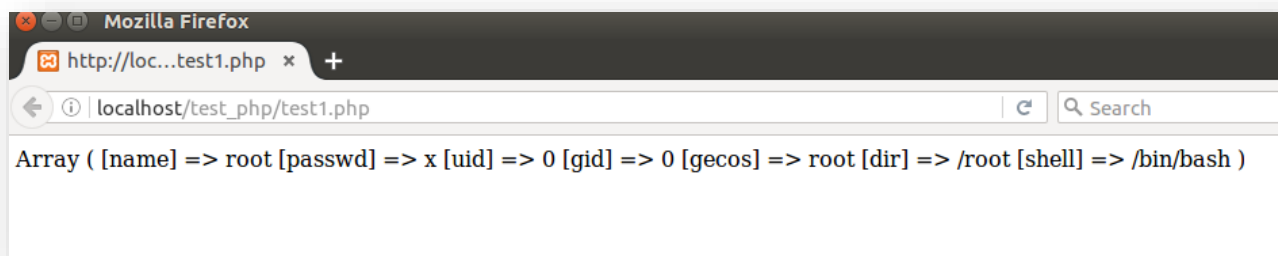 Mozilla Firefox
http://loc...test1.php × +
localhost/test_php/test1.php Search
Array ( [name] => root [passwd] => x [uid] => 0 [gid] => 0 [gecos] => root [dir] => /root [shell] => /bin/bash )